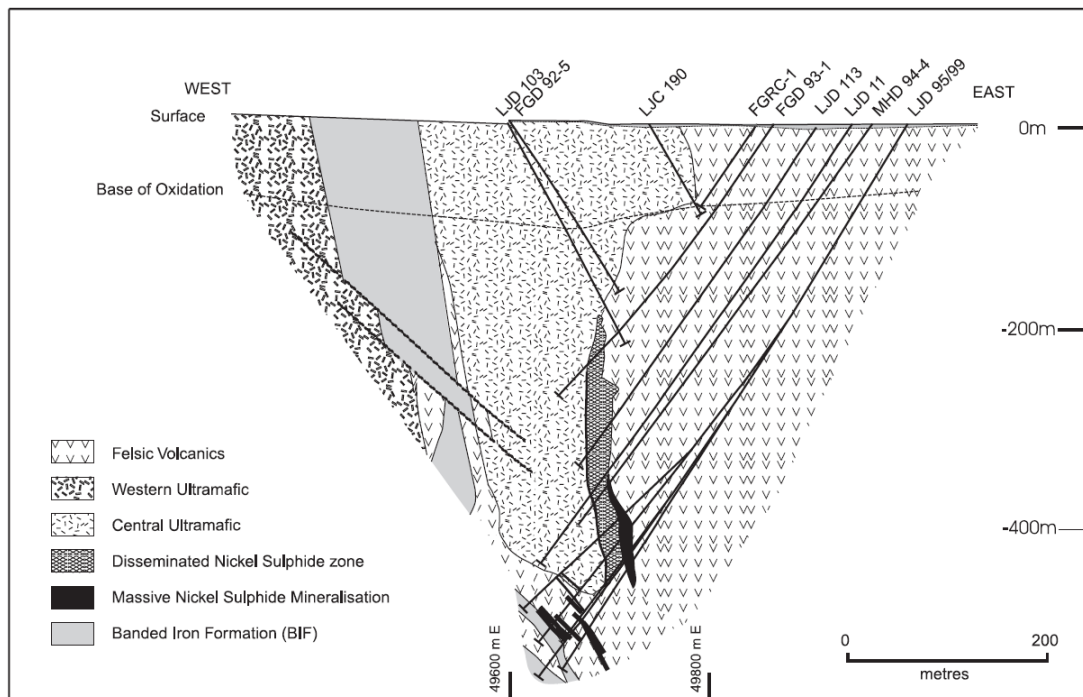 WEST
Surface
Base of Oxidation
LJD 103
FGD 92-5
LJC 190
FGRC-1
FGD 93-1
LJD 113
LJD 11
MHD 94-4
LJD 95/99
EAST
0m
-200m
-400m
Felsic Volcanics
Western Ultramafic
Central Ultramafic
Disseminated Nickel Sulphide zone
Massive Nickel Sulphide Mineralisation
Banded Iron Formation (BIF)
49600 m E
49800 m E
0 200
metres